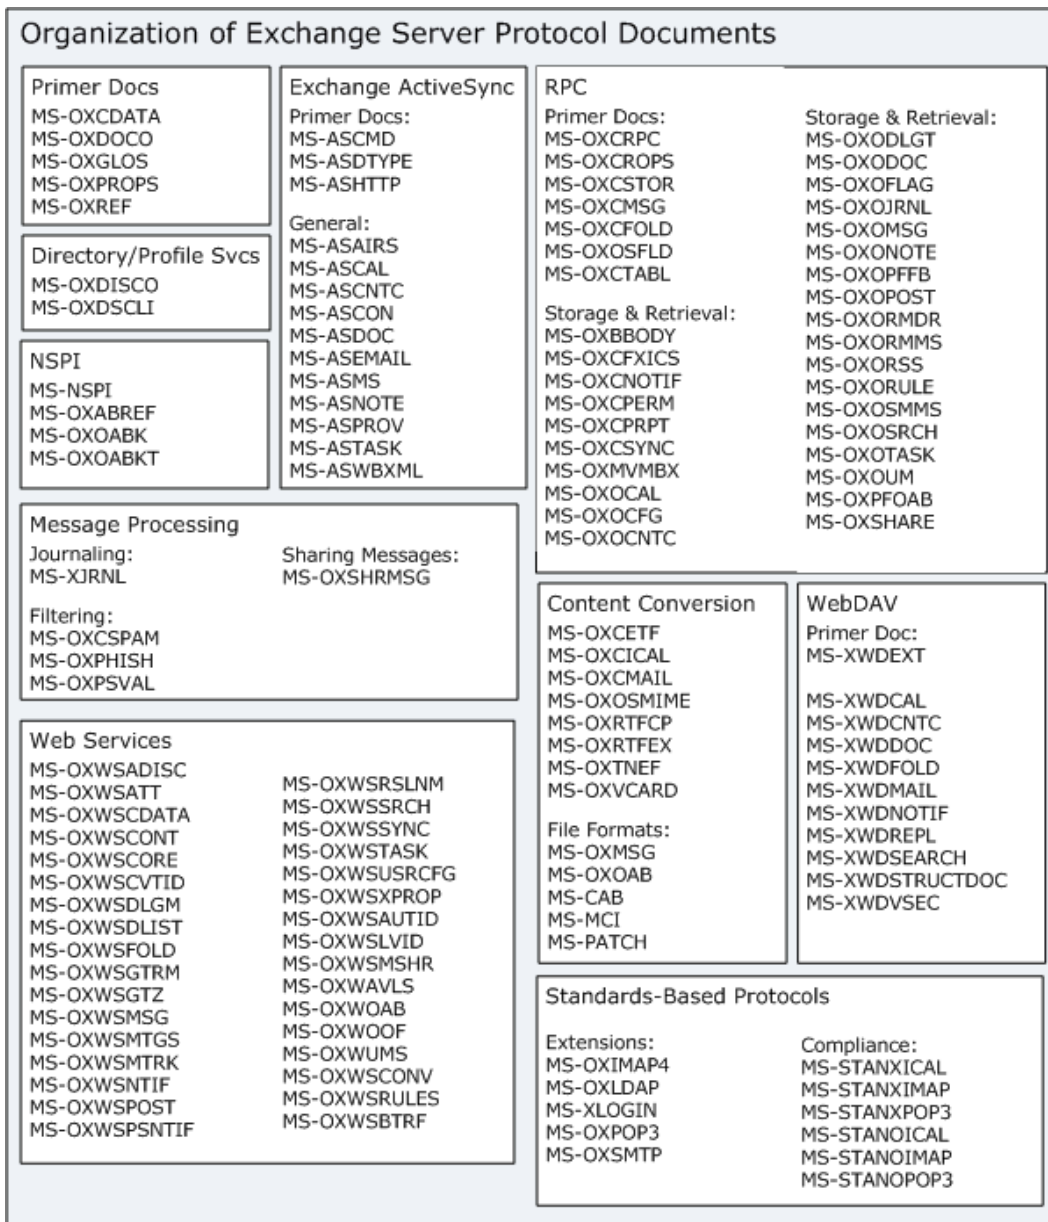 Organization of Exchange Server Protocol Documents
Primer Docs
MS-OXCDATA
MS-OXDOCO
MS-OXGLOS
MS-OXPROPS
MS-OXREF
Directory/Profile Svcs
MS-OXDISCO
MS-OXDSCLI
NSPI
MS-NSPI
MS-OXABREF
MS-OXOABK
MS-OXOABKT
Exchange ActiveSync
Primer Docs:
MS-ASCMD
MS-ASDTYPE
MS-ASHTTP
General:
MS-ASAIRS
MS-ASCAL
MS-ASCNTC
MS-ASCON
MS-ASDOC
MS-ASEMAIL
MS-ASMS
MS-ASNOTE
MS-ASPROV
MS-ASTASK
MS-ASWBXML
RPC
Primer Docs:
MS-OXCRPC
MS-OXCROPS
MS-OXCSTOR
MS-OXCMSG
MS-OXCFOLD
MS-OXOSFLD
MS-OXCTABL
Storage & Retrieval:
MS-OXBBODY
MS-OXCFXICS
MS-OXCNOTIF
MS-OXCPERM
MS-OXCPRPT
MS-OXCSYNC
MS-OXMVMBX
MS-OXOCAL
MS-OXOCFG
MS-OXOCNTC
Storage & Retrieval:
MS-OXODLGT
MS-OXODOC
MS-OXOFLAG
MS-OXOJRNL
MS-OXOMSG
MS-OXONOTE
MS-OXOPFFB
MS-OXOPOST
MS-OXORMDR
MS-OXORMMS
MS-OXORSS
MS-OXORULE
MS-OXOSMMS
MS-OXOSRCH
MS-OXOTASK
MS-OXOUM
MS-OXPFOAB
MS-OXSHARE
Message Processing
Journaling:
MS-XJRNL
Filtering:
MS-OXCSPAM
MS-OXPHISH
MS-OXPSVAL
Sharing Messages:
MS-OXSHRMSG
Content Conversion
MS-OXCETF
MS-OXCICAL
MS-OXCMAIL
MS-OXOSMIME
MS-OXRTFCP
MS-OXRTFEX
MS-OXTNEF
MS-OXVCARD
File Formats:
MS-OXMSG
MS-OXOAB
MS-CAB
MS-MCI
MS-PATCH
WebDAV
Primer Doc:
MS-XWDEXT
MS-XWDCAL
MS-XWDCNTC
MS-XWDDOC
MS-XWDFOLD
MS-XWDMAIL
MS-XWDNOTIF
MS-XWDREPL
MS-XWDSEARCH
MS-XWDSTRUCTDOC
MS-XWDVSEC
Web Services
MS-OXWSADISC
MS-OXWSATT
MS-OXWSCDATA
MS-OXWSCONT
MS-OXWSCORE
MS-OXWSCVTID
MS-OXWSDLGM
MS-OXWSDLIST
MS-OXWSFOLD
MS-OXWSGTRM
MS-OXWSGTZ
MS-OXWSMSG
MS-OXWSMTGS
MS-OXWSMTRK
MS-OXWSNTIF
MS-OXWSPOST
MS-OXWSPSNTIF
MS-OXWSRSLNM
MS-OXWSSRCH
MS-OXWSSYNC
MS-OXWSTASK
MS-OXWSUSRCFG
MS-OXWSXPROP
MS-OXWSAUTID
MS-OXWSLVID
MS-OXWSMSHR
MS-OXWAVLS
MS-OXWOAB
MS-OXWOOF
MS-OXWUMS
MS-OXWSCONV
MS-OXWSRULES
MS-OXWSBTRF
Standards-Based Protocols
Extensions:
MS-OXIMAP4
MS-OXLDAP
MS-XLOGIN
MS-OXPOP3
MS-OXSMTP
Compliance:
MS-STANXICAL
MS-STANXIMAP
MS-STANXPOP3
MS-STANOICAL
MS-STANOIMAP
MS-STANOPOP3